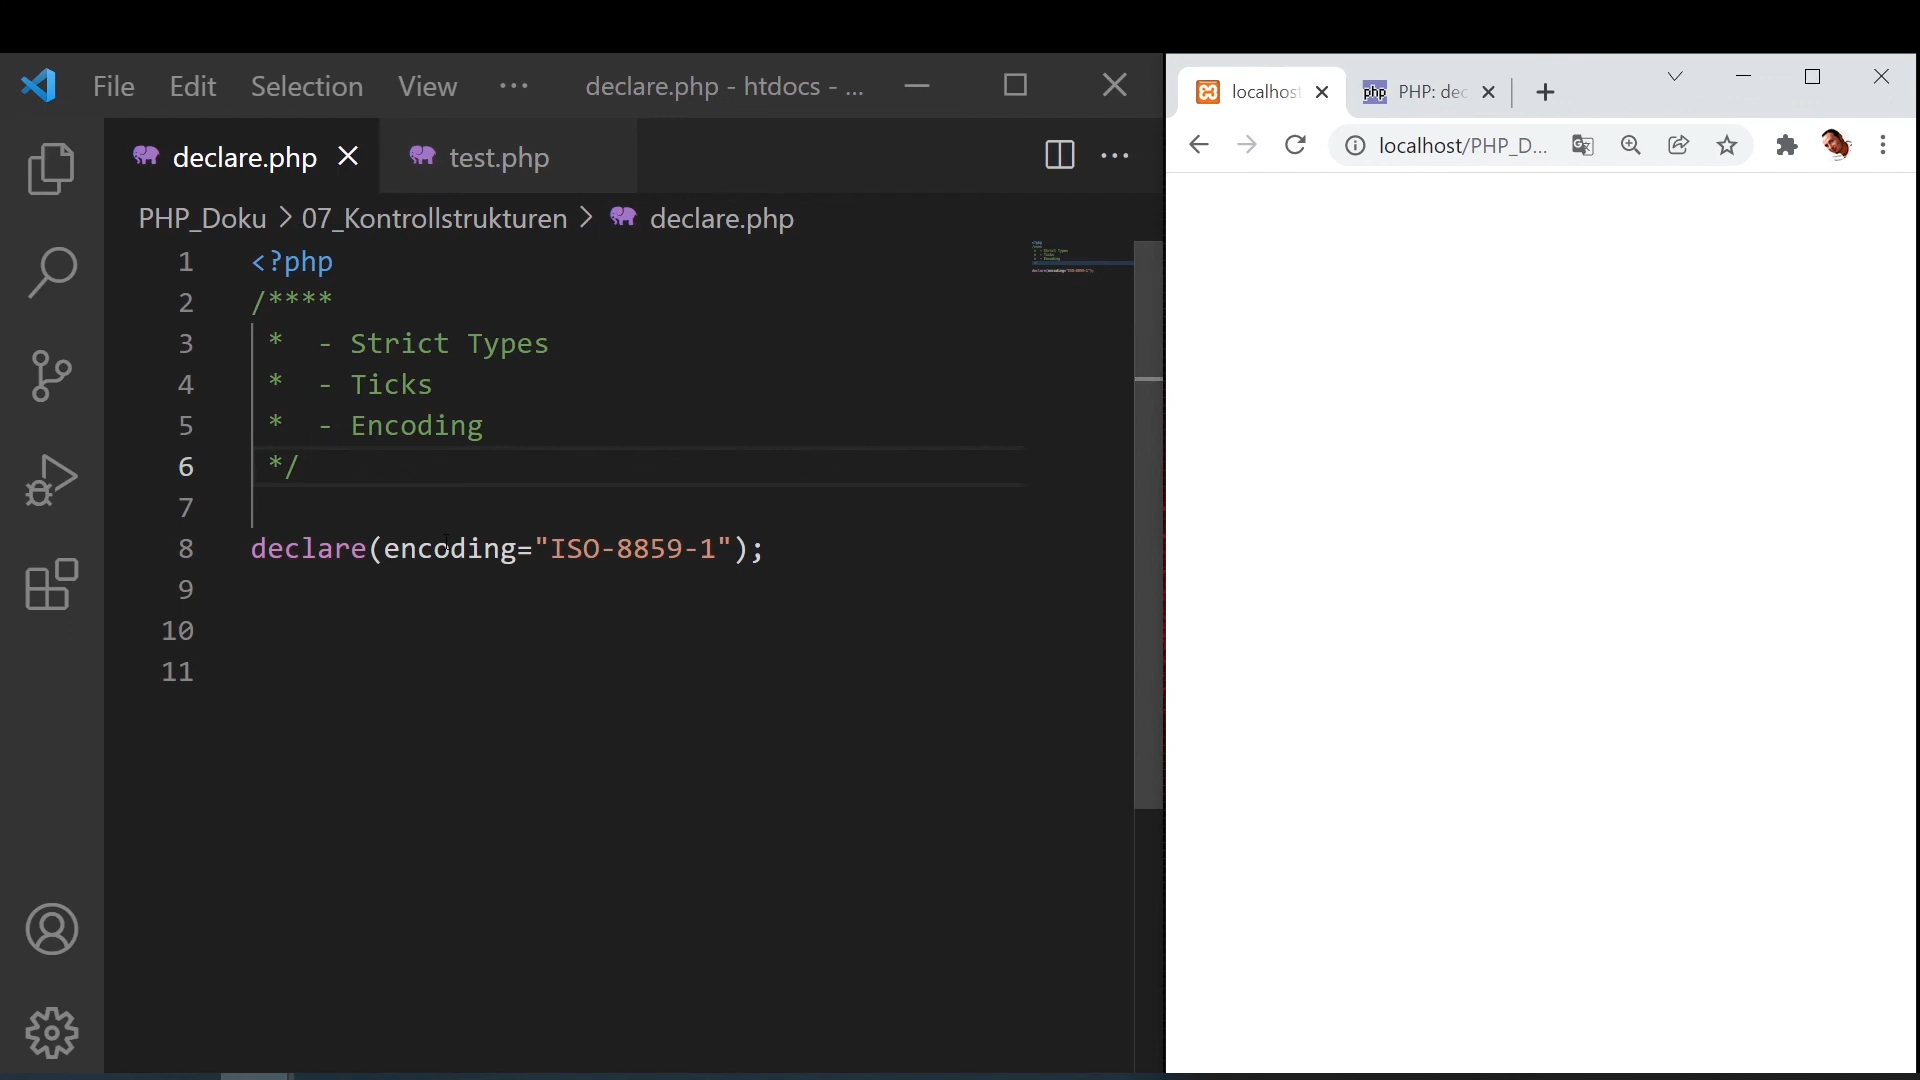 File Edit Selection View ··· declare.php - htdocs - ...
declare.php test.php
PHP_Doku > 07_Kontrollstrukturen > declare.php
1 <?php
2 /****
3  *  - Strict Types
4  *  - Ticks
5  *  - Encoding
6  */
7
8 declare(encoding="ISO-8859-1");
9
10
11
localhost php PHP: dec
localhost/PHP_D...